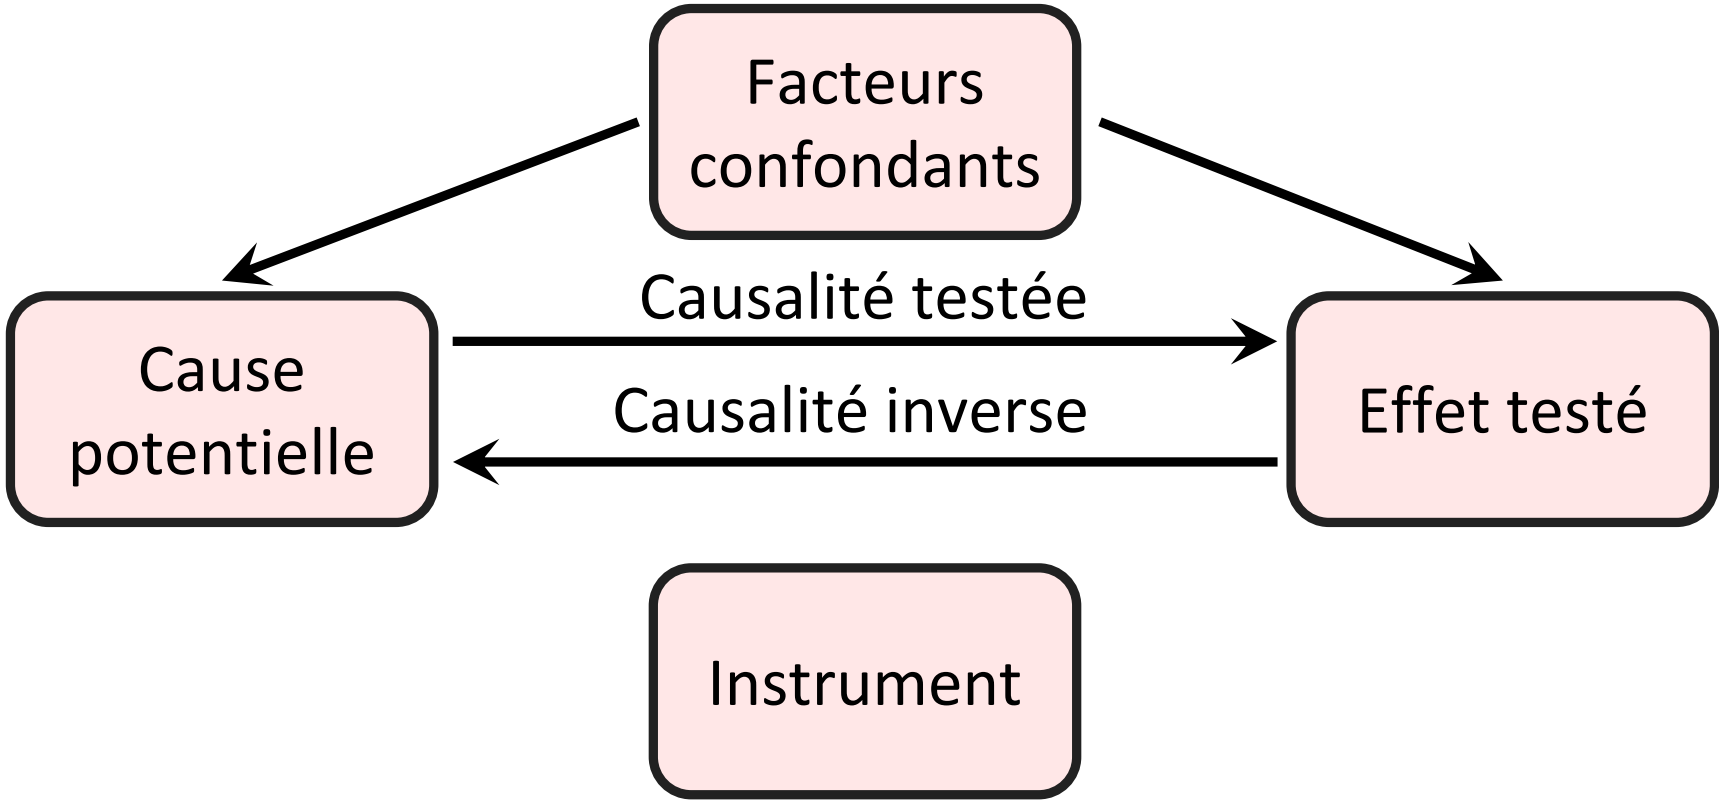 Facteurs
confondants
Causalité testée
Cause
potentielle
Causalité inverse
Effet testé
Instrument